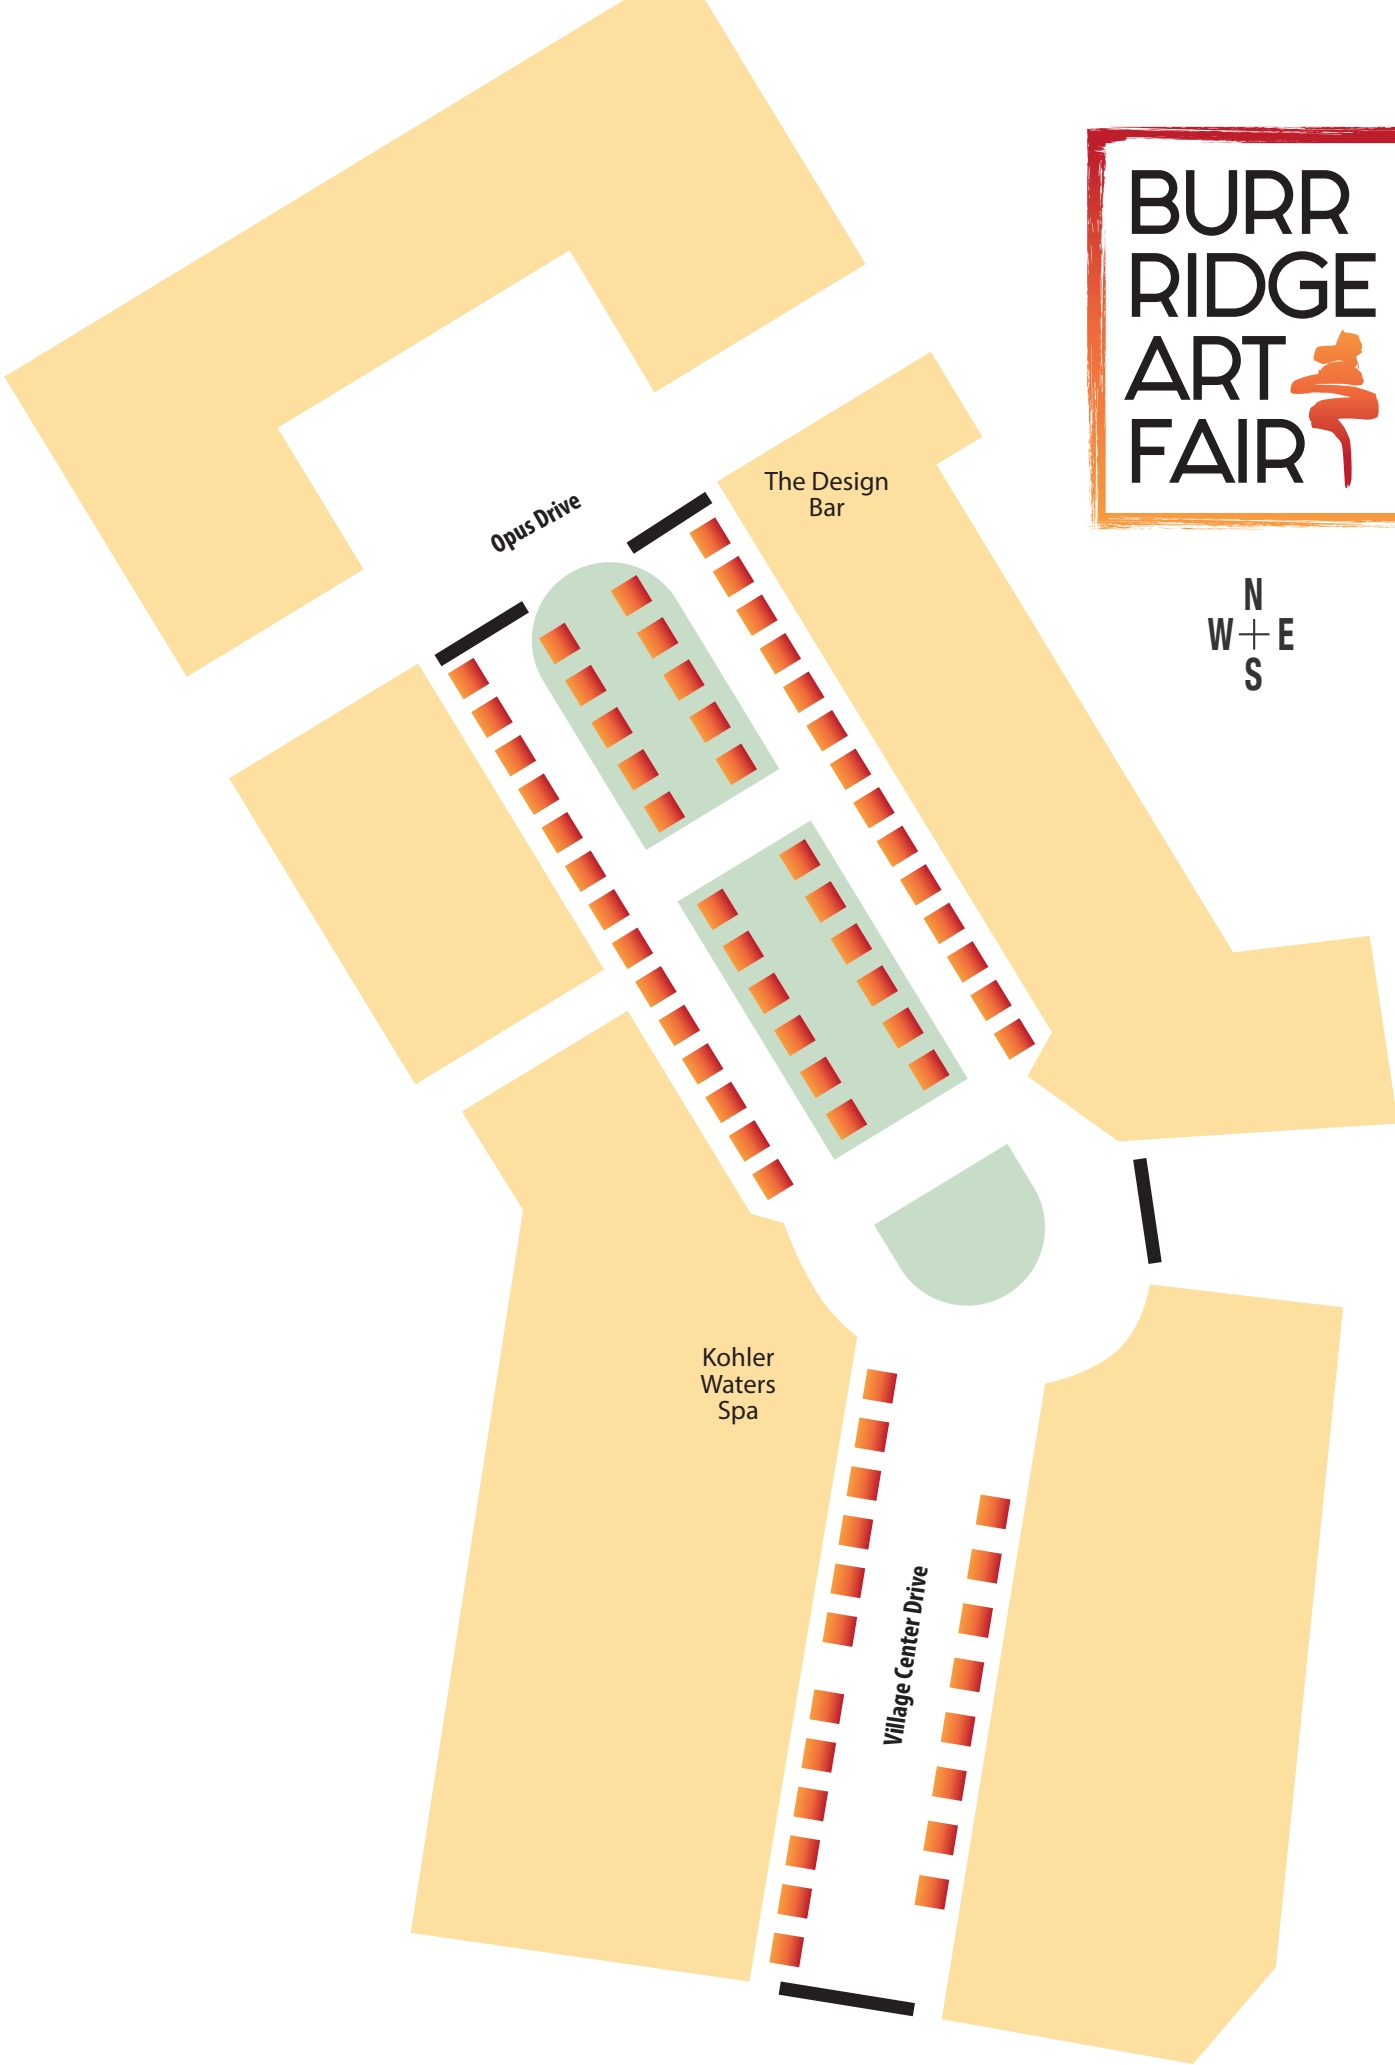 BURR
RIDGE
ART
FAIR
The Design
Bar
Opus Drive
N
W E
S
Kohler
Waters
Spa
Village Center Drive